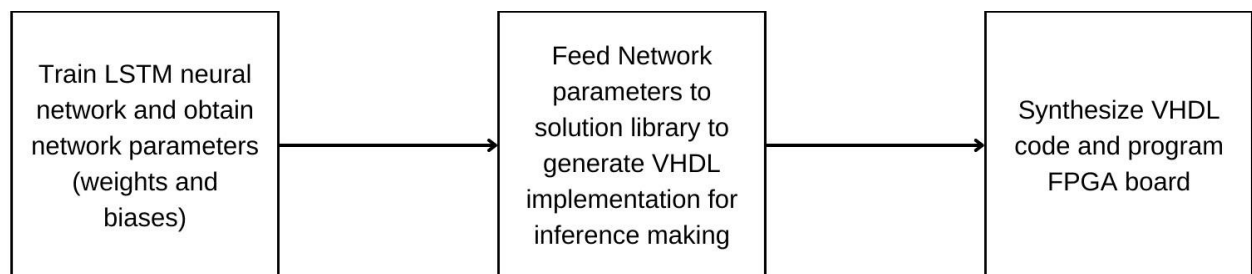 Train LSTM neural
network and obtain
network parameters
(weights and
biases)
Feed Network
parameters to
solution library to
generate VHDL
implementation for
inference making
Synthesize VHDL
code and program
FPGA board